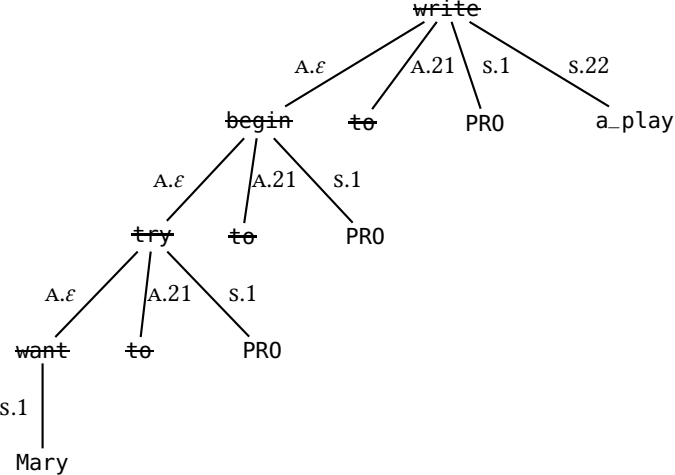 write
A.ε A.21 S.1 S.22
begin to PRO a_play
A.ε A.21 S.1
try to PRO
A.ε A.21 S.1
want to PRO
S.1
Mary